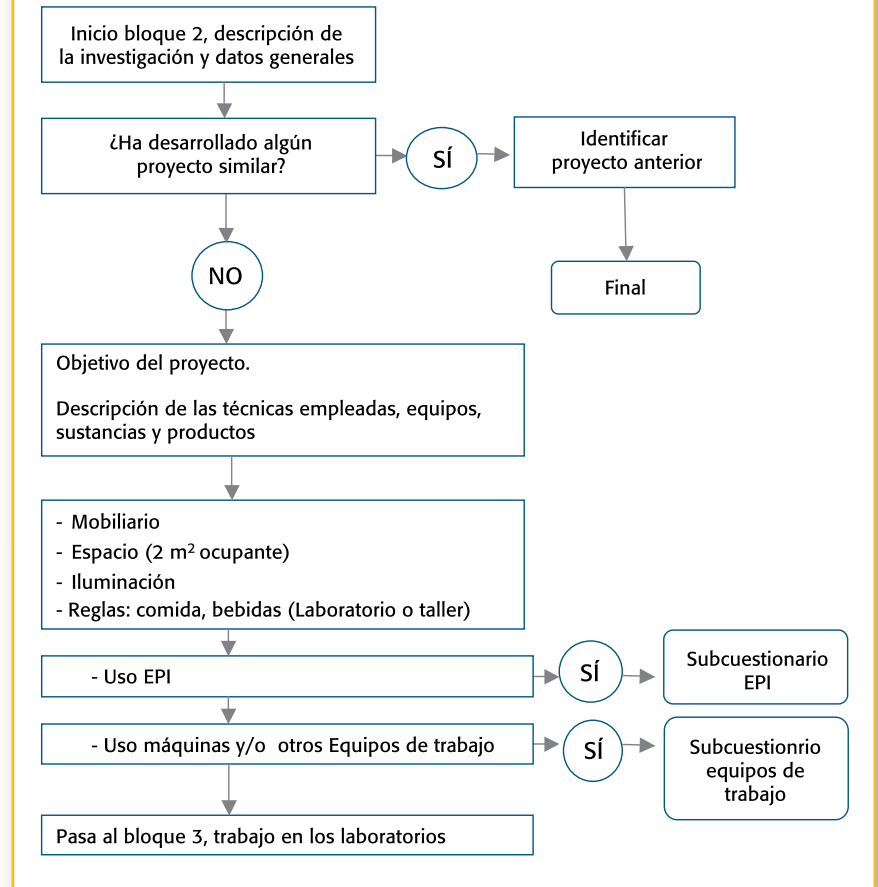 Inicio bloque 2, descripción de
la investigación y datos generales
¿Ha desarrollado algún
proyecto similar?
SÍ
Identificar
proyecto anterior
NO
Final
Objetivo del proyecto.
Descripción de las técnicas empleadas, equipos,
sustancias y productos
- Mobiliario
- Espacio (2 m² ocupante)
- Iluminación
- Reglas: comida, bebidas (Laboratorio o taller)
- Uso EPI
SÍ
Subcuestionario
EPI
- Uso máquinas y/o otros Equipos de trabajo
SÍ
Subcuestionrio
equipos de
trabajo
Pasa al bloque 3, trabajo en los laboratorios